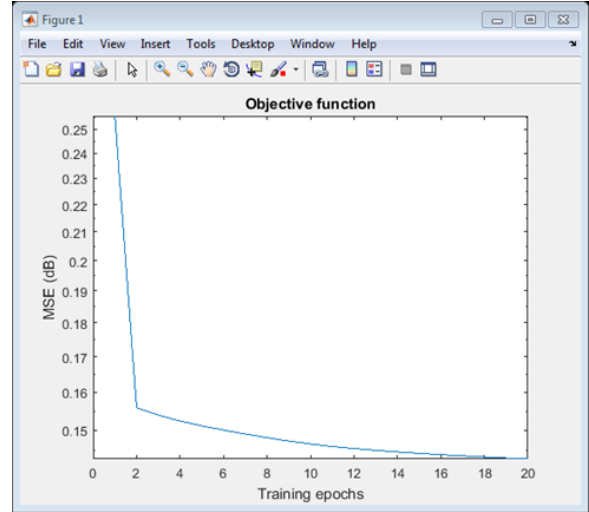 Figure 1
File Edit View Insert Tools Desktop Window Help
Objective function
0.25
0.24
0.23
0.22
0.21
0.2
0.19
0.18
0.17
0.16
0.15
MSE (dB)
0 2 4 6 8 10 12 14 16 18 20
Training epochs